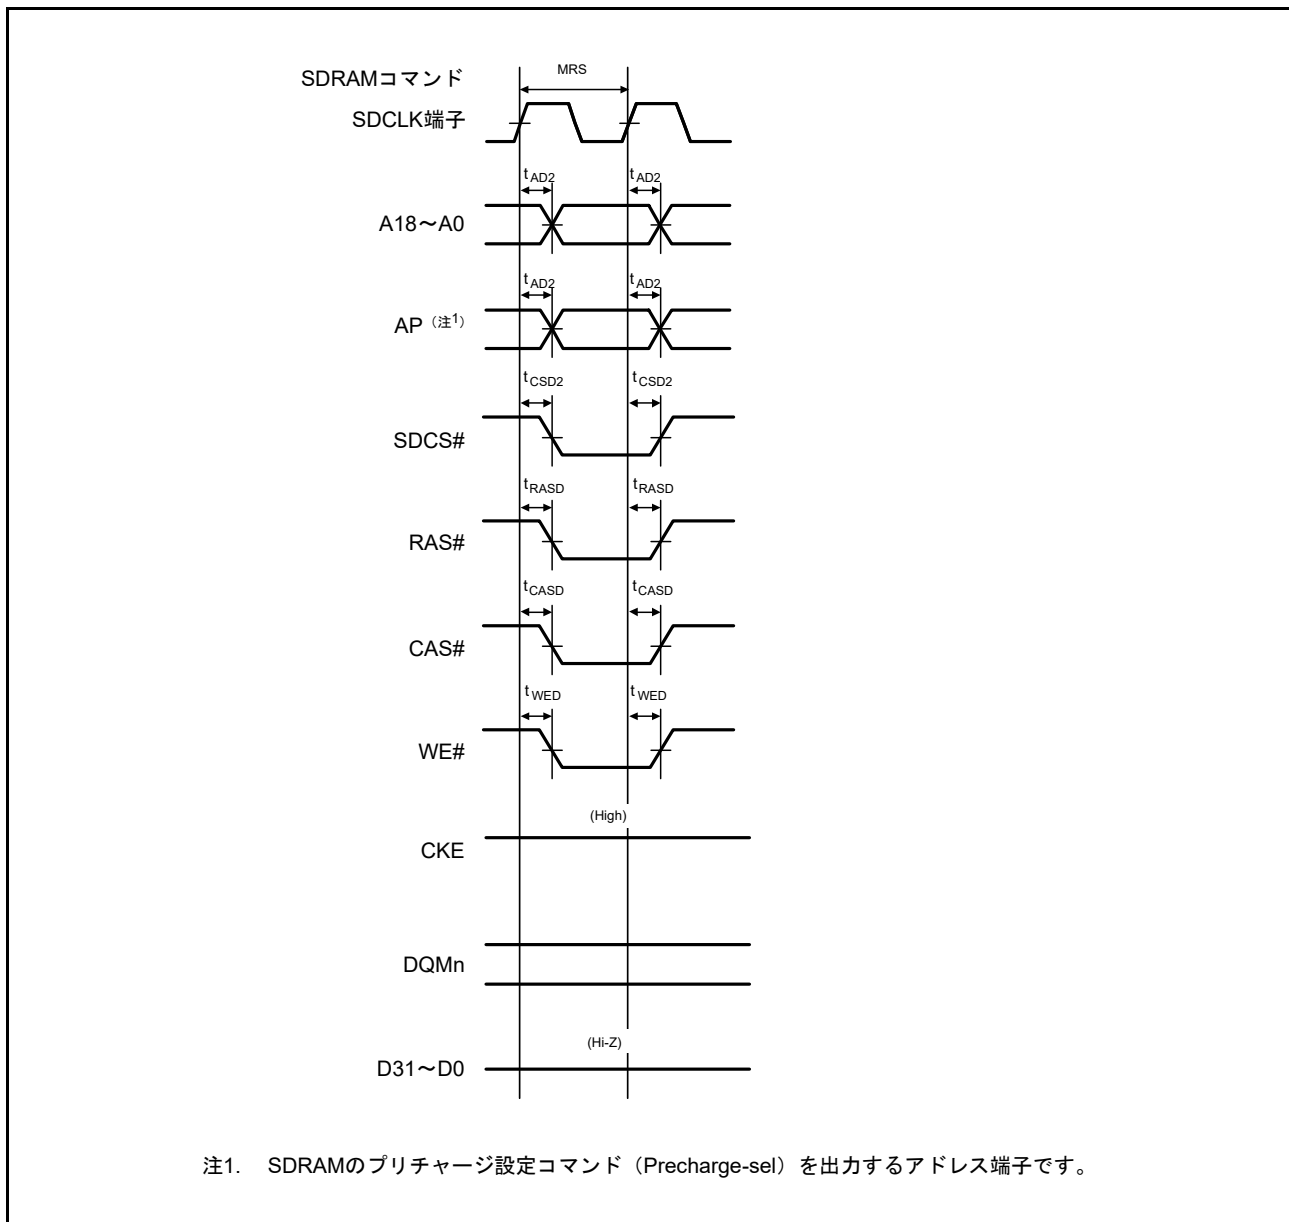 SDRAMコマンド MRS
SDCLK端子
tAD2 tAD2
A18～A0
tAD2 tAD2
AP（注1）
tCSD2 tCSD2
SDCS#
tRASD tRASD
RAS#
tCASD tCASD
CAS#
tWED tWED
WE#
(High)
CKE
DQMn
(Hi-Z)
D31～D0
注1. SDRAMのプリチャージ設定コマンド（Precharge-sel）を出力するアドレス端子です。